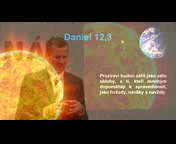 Daniel 12,3
Prozíraví budou zářit jako záře
oblohy, a ti, kteří mnohým
dopomáhají k spravedlnosti,
jako hvězdy, navěky a navždy.